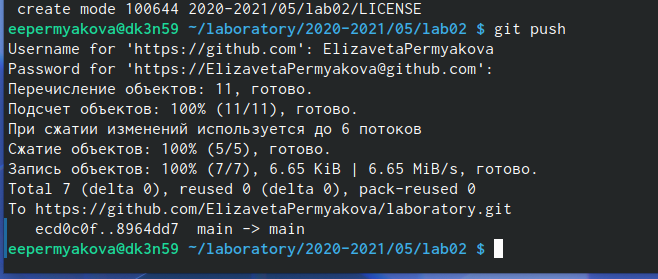 create mode 100644 2020-2021/05/lab02/LICENSE
eepermyakova@dk3n59 ~/laboratory/2020-2021/05/lab02 $ git push
Username for 'https://github.com': ElizavetaPermyakova
Password for 'https://ElizavetaPermyakova@github.com':
Перечисление объектов: 11, готово.
Подсчет объектов: 100% (11/11), готово.
При сжатии изменений используется до 6 потоков
Сжатие объектов: 100% (5/5), готово.
Запись объектов: 100% (7/7), 6.65 KiB | 6.65 MiB/s, готово.
Total 7 (delta 0), reused 0 (delta 0), pack-reused 0
To https://github.com/ElizavetaPermyakova/laboratory.git
   ecd0c0f..8964dd7  main -> main
eepermyakova@dk3n59 ~/laboratory/2020-2021/05/lab02 $